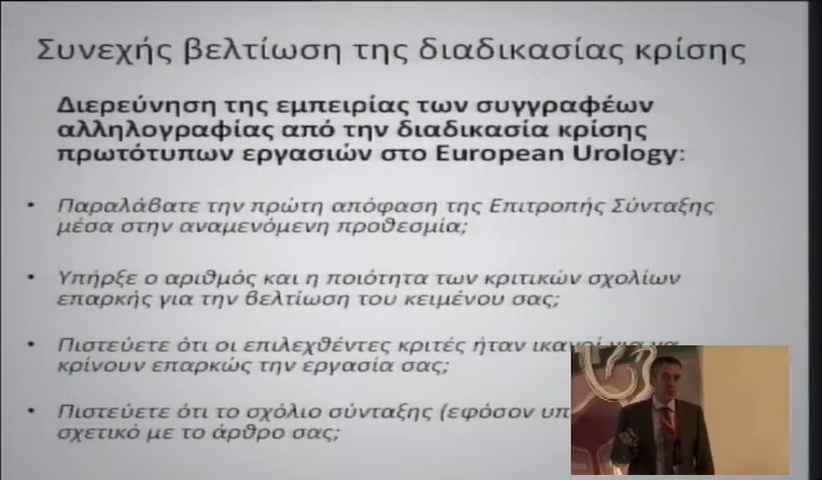 Συνεχής βελτίωση της διαδικασίας κρίσης
Διερεύνηση της εμπειρίας των συγγραφέων
αλληλογραφίας από την διαδικασία κρίσης
πρωτότυπων εργασιών στο European Urology:
• Παραλάβατε την πρώτη απόφαση της Επιτροπής Σύνταξης
μέσα στην αναμενόμενη προθεσμία;
• Υπήρξε ο αριθμός και η ποιότητα των κριτικών σχολίων
επαρκής για την βελτίωση του κειμένου σας;
• Πιστεύετε ότι οι επιλεχθέντες κριτές ήταν ικανοί για να
κρίνουν επαρκώς την εργασία σας;
• Πιστεύετε ότι το σχόλιο σύνταξης (εφόσον
σχετικό με το άρθρο σας;